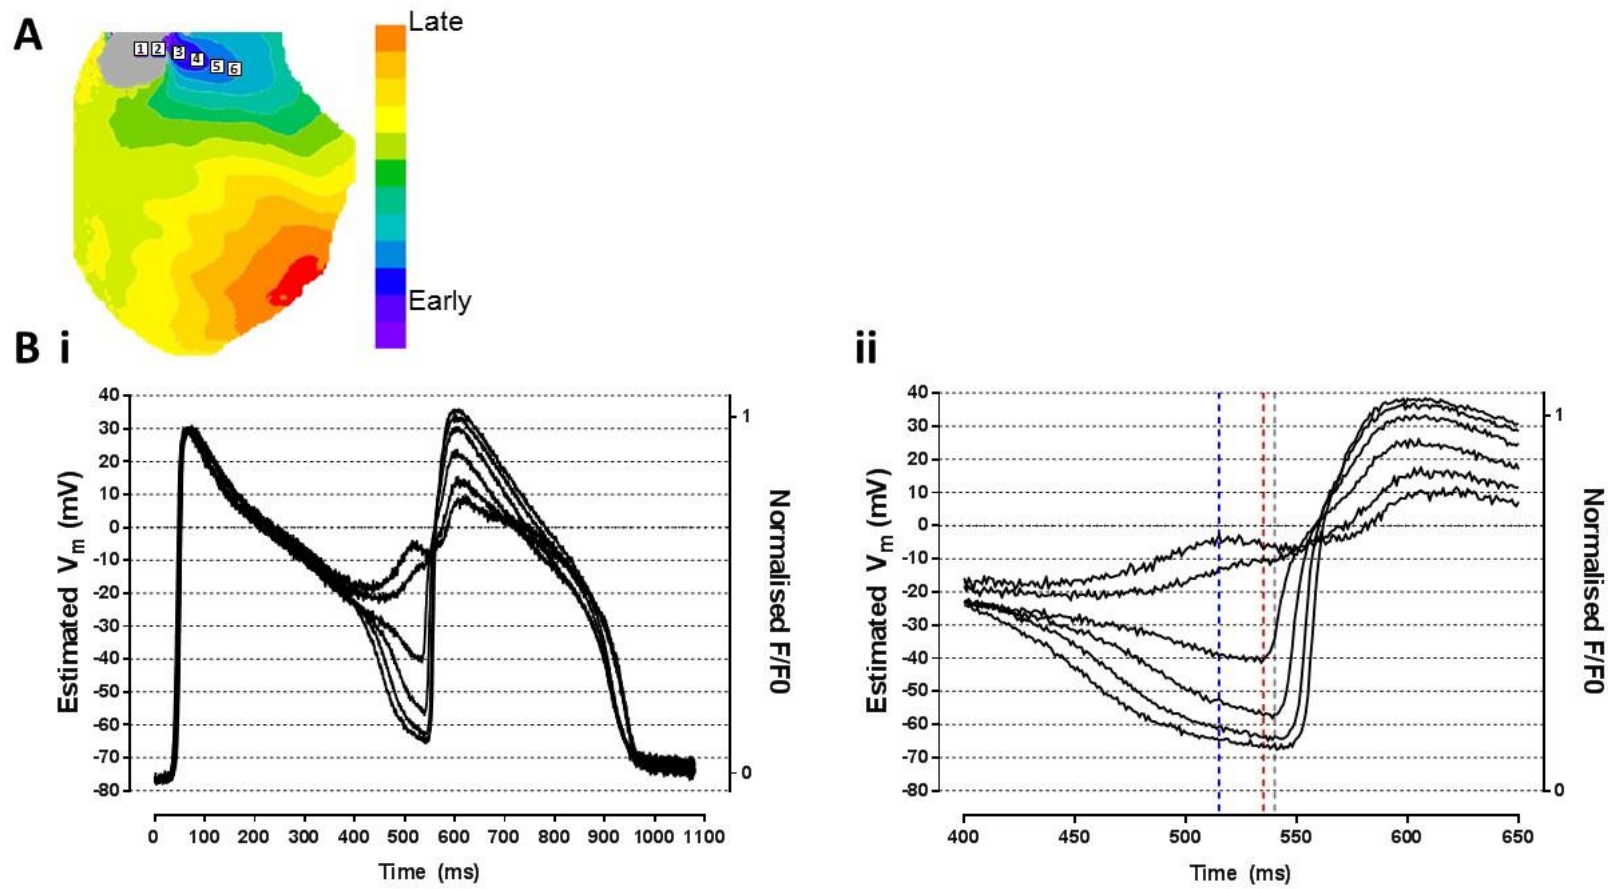 A
Late
1 2 3 4 5 6
Early
B i
ii
40
30
20
10
0
-10
-20
-30
-40
-50
-60
-70
-80
Estimated Vm (mV)
1
0
Normalised F/F0
0 100 200 300 400 500 600 700 800 900 1000 1100
Time (ms)
40
30
20
10
0
-10
-20
-30
-40
-50
-60
-70
-80
Estimated Vm (mV)
1
0
Normalised F/F0
400 450 500 550 600 650
Time (ms)